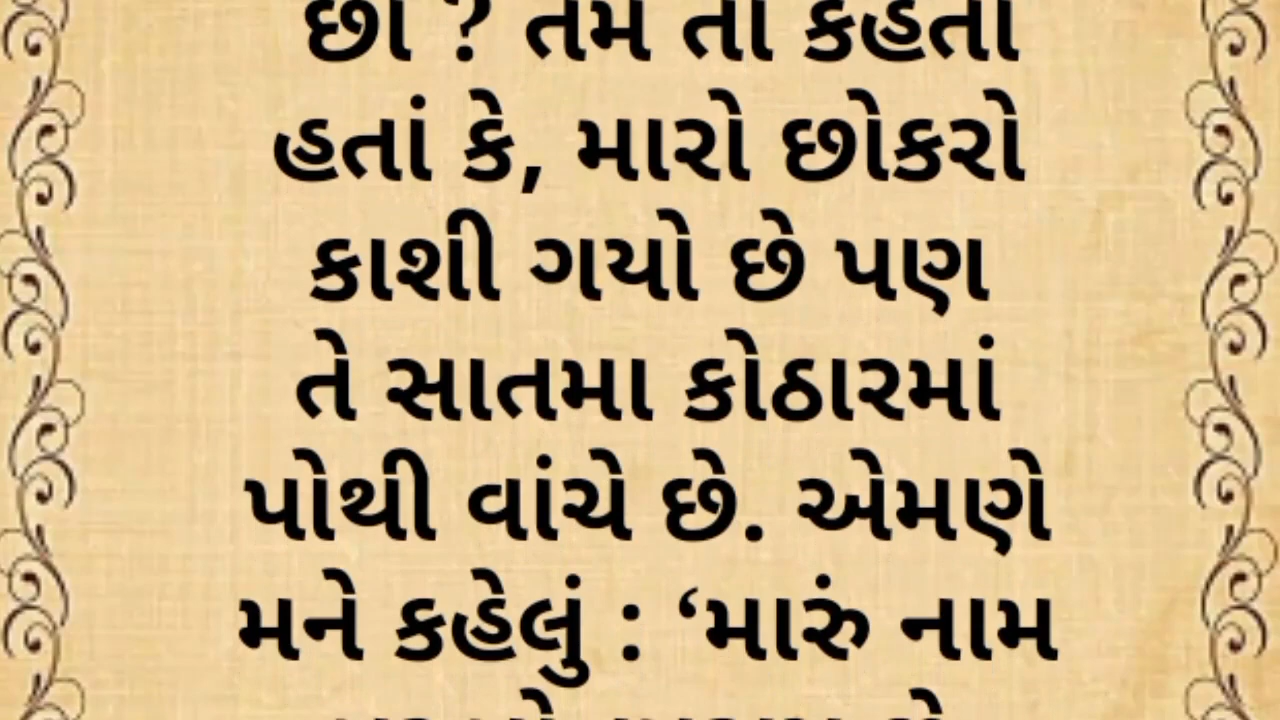 છો ? તમે તો કહેતાં
હતાં કે, મારો છોકરો
કાશી ગયો છે પણ
તે સાતમા કોઠારમાં
પોથી વાંચે છે. એમણે
મને કહેલું : ‘મારું નામ